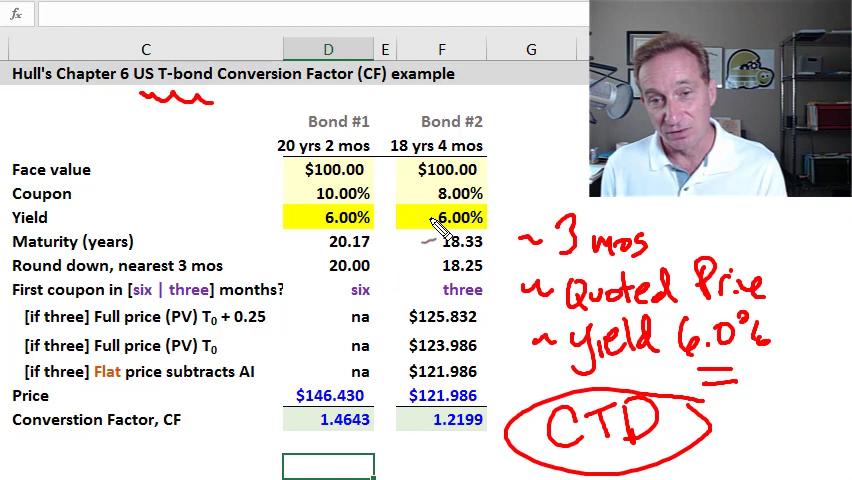 fx
C D E F G
Hull's Chapter 6 US T-bond Conversion Factor (CF) example
Bond #1 Bond #2
20 yrs 2 mos 18 yrs 4 mos
Face value $100.00 $100.00
Coupon 10.00% 8.00%
Yield 6.00% 6.00%
Maturity (years) 20.17 18.33
Round down, nearest 3 mos 20.00 18.25
First coupon in [six | three] months? six three
[if three] Full price (PV) T0 + 0.25 na $125.832
[if three] Full price (PV) T0 na $123.986
[if three] Flat price subtracts AI na $121.986
Price $146.430 $121.986
Converstion Factor, CF 1.4643 1.2199
~ 3 mos
~ Quoted Price
~ Yield 6.0%
CTD